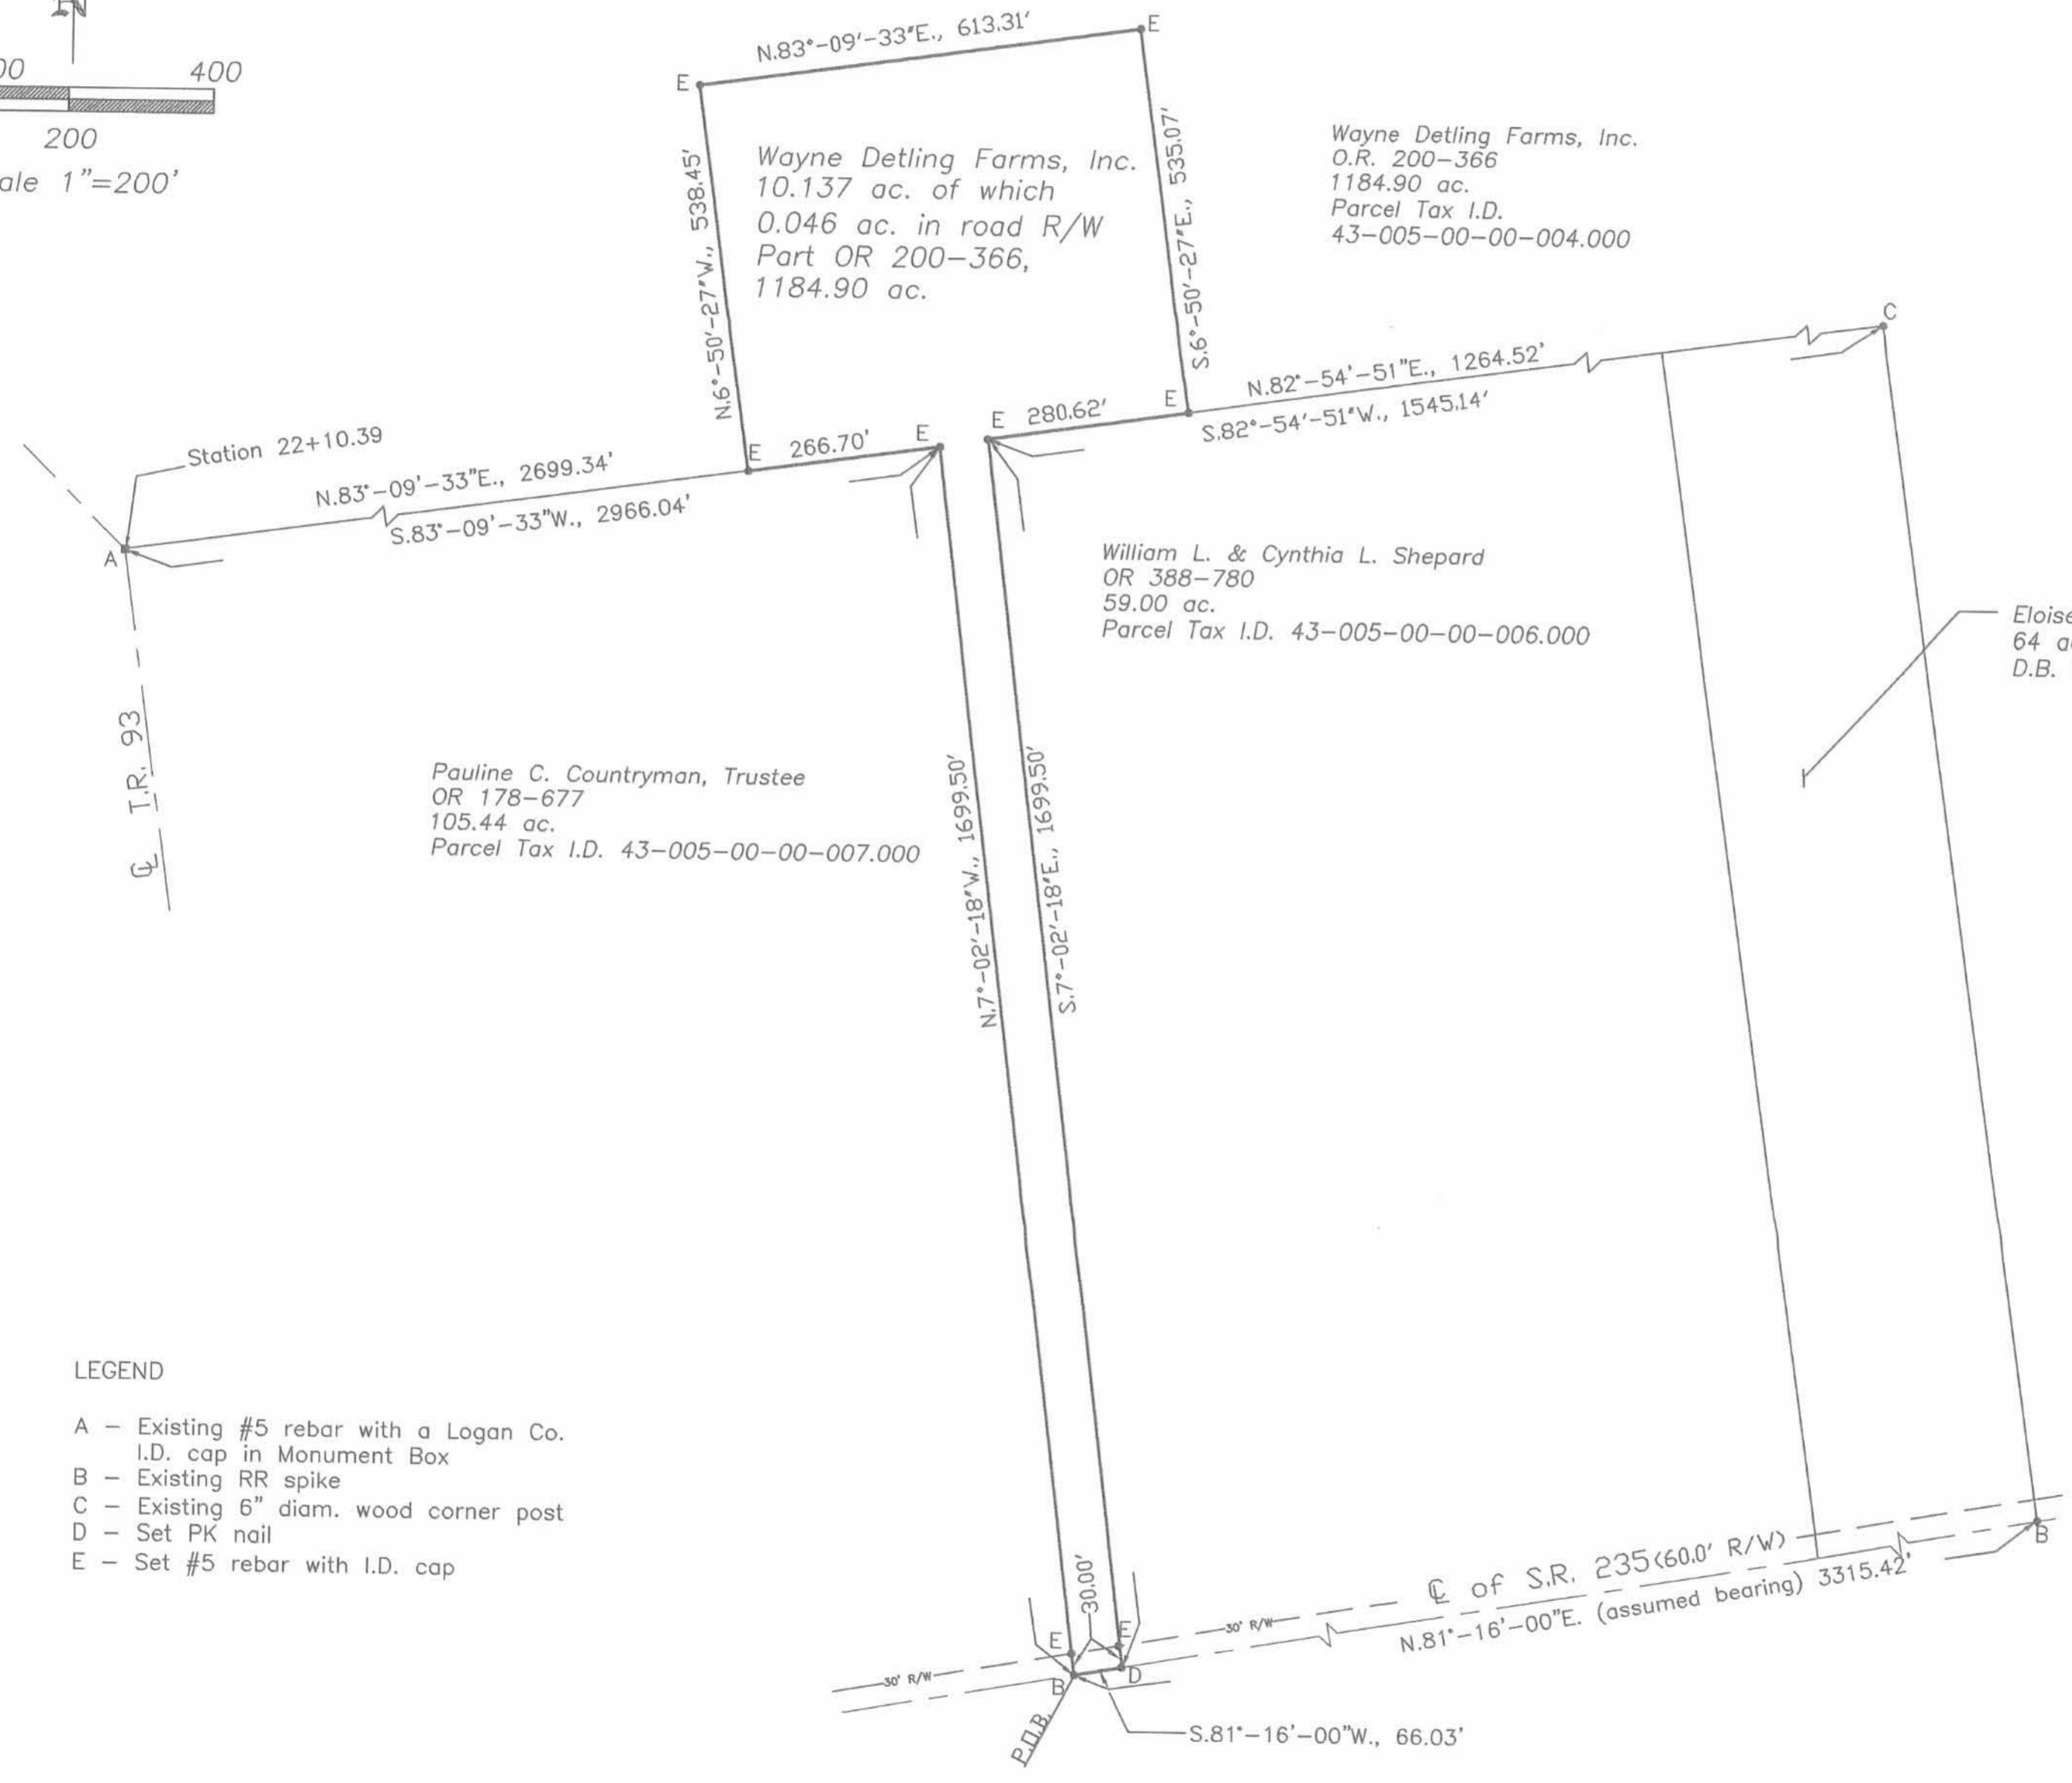 N
400
200
1"=200'
N.83°-09'-33"E., 613.31'
E
E
N.6°-50'-27"W., 538.45'
Wayne Detling Farms, Inc.
10.137 ac. of which
0.046 ac. in road R/W
Part OR 200-366,
1184.90 ac.
S.6°-50'-27"E., 535.07'
Wayne Detling Farms, Inc.
O.R. 200-366
1184.90 ac.
Parcel Tax I.D.
43-005-00-00-004.000
C
N.82°-54'-51"E., 1264.52'
S.82°-54'-51"W., 1545.14'
E 280.62' E
E 266.70' E
Station 22+10.39
N.83°-09'-33"E., 2699.34'
S.83°-09'-33"W., 2966.04'
A
William L. & Cynthia L. Shepard
OR 388-780
59.00 ac.
Parcel Tax I.D. 43-005-00-00-006.000
Eloise
64
D.B.
℄ T.R. 93
Pauline C. Countryman, Trustee
OR 178-677
105.44 ac.
Parcel Tax I.D. 43-005-00-00-007.000
N.7°-02'-18"W., 1699.50'
S.7°-02'-18"E., 1699.50'
LEGEND
A - Existing #5 rebar with a Logan Co.
I.D. cap in Monument Box
B - Existing RR spike
C - Existing 6" diam. wood corner post
D - Set PK nail
E - Set #5 rebar with I.D. cap
30.00'
E
E
30' R/W
30' R/W
℄ of S.R. 235(60.0' R/W)
N.81°-16'-00"E. (assumed bearing) 3315.42'
B
B
D
P.O.B.
S.81°-16'-00"W., 66.03'